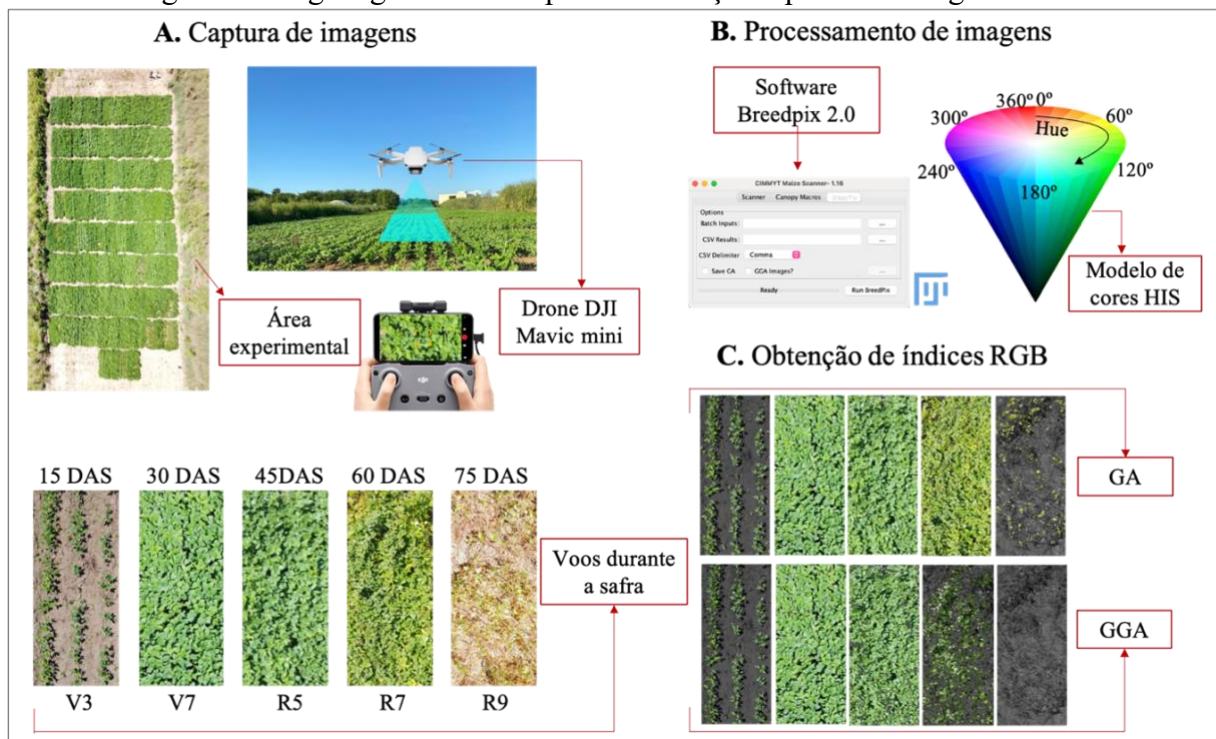 A. Captura de imagens
Área
experimental
Drone DJI
Mavic mini
15 DAS
30 DAS
45DAS
60 DAS
75 DAS
V3
V7
R5
R7
R9
Voos durante
a safra
B. Processamento de imagens
Software
Breedpix 2.0
CIMMYT Maize Scanner- 1.16
Scanner
Canopy Macros
BreedPix
Options
Batch Inputs:
...
CSV Results:
...
CSV Delimiter
Comma
Save CA
GGA Images?
...
Ready
Run BreedPix
360º
0º
60º
120º
180º
240º
300º
Hue
Modelo de
cores HIS
C. Obtenção de índices RGB
GA
GGA